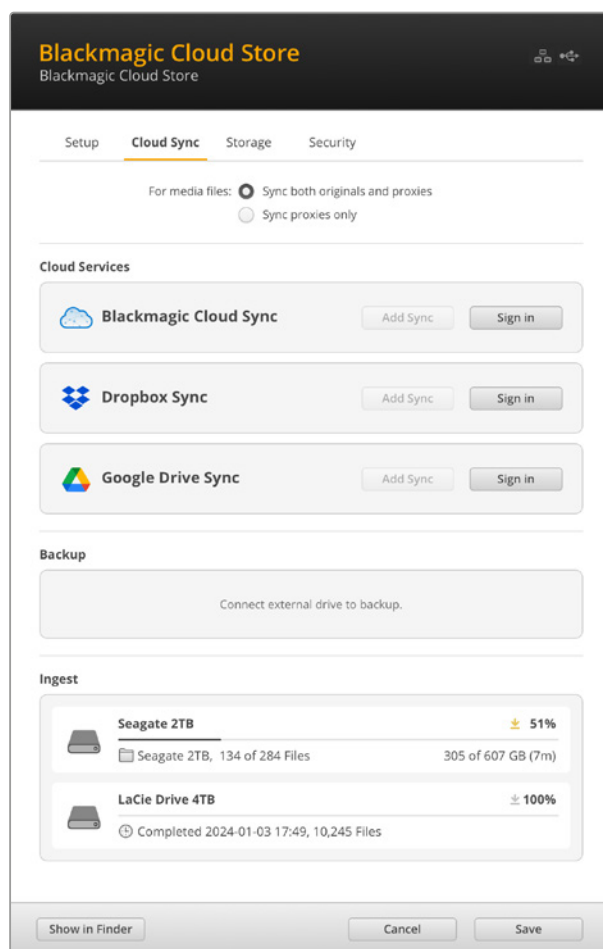 Blackmagic Cloud Store
Blackmagic Cloud Store
Setup Cloud Sync Storage Security
For media files: Sync both originals and proxies
Sync proxies only
Cloud Services
Blackmagic Cloud Sync Add Sync Sign in
Dropbox Sync Add Sync Sign in
Google Drive Sync Add Sync Sign in
Backup
Connect external drive to backup.
Ingest
Seagate 2TB 51%
Seagate 2TB, 134 of 284 Files 305 of 607 GB (7m)
LaCie Drive 4TB 100%
Completed 2024-01-03 17:49, 10,245 Files
Show in Finder Cancel Save